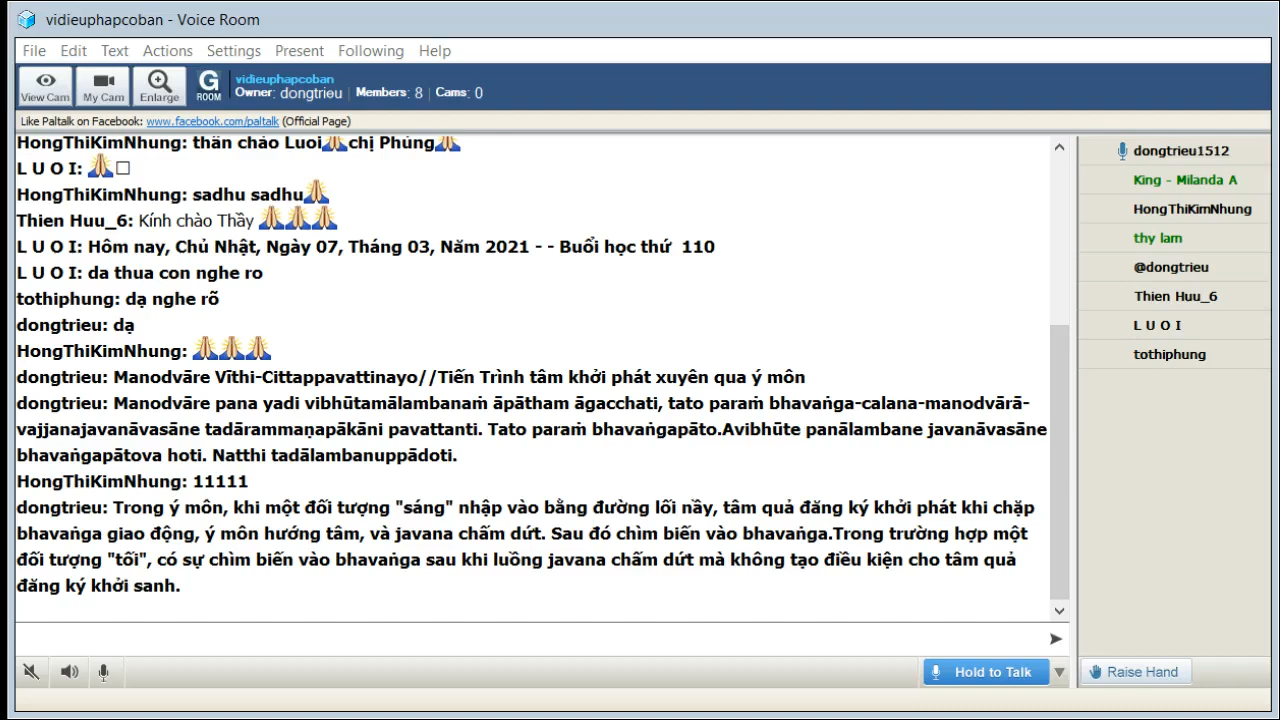 vidieuphapcoban - Voice Room
File Edit Text Actions Settings Present Following Help
View Cam My Cam Enlarge G ROOM
vidieuphapcoban
Owner: dongtrieu Members: 8 Cams: 0
Like Paltalk on Facebook: www.facebook.com/paltalk (Official Page)
HongThiKimNhung: thân chào Luoi🙏chị Phụng🙏
L U O I: 🙏□
HongThiKimNhung: sadhu sadhu🙏
Thien Huu_6: Kính chào Thầy 🙏🙏🙏
L U O I: Hôm nay, Chủ Nhật, Ngày 07, Tháng 03, Năm 2021 - - Buổi học thứ 110
L U O I: da thua con nghe ro
tothiphung: dạ nghe rõ
dongtrieu: dạ
HongThiKimNhung: 🙏🙏🙏
dongtrieu: Manodvāre Vīthi-Cittappavattinayo//Tiến Trình tâm khởi phát xuyên qua ý môn
dongtrieu: Manodvāre pana yadi vibhūtamālambanaṁ āpātham āgacchati, tato paraṁ bhavaṅga-calana-manodvārā-
vajjanajavanāvasāne tadārammaṇapākāni pavattanti. Tato paraṁ bhavaṅgapāto.Avibhūte panālambane javanāvasāne
bhavaṅgapātova hoti. Natthi tadālambanuppādoti.
HongThiKimNhung: 11111
dongtrieu: Trong ý môn, khi một đối tượng "sáng" nhập vào bằng đường lối nầy, tâm quả đăng ký khởi phát khi chặp
bhavaṅga giao động, ý môn hướng tâm, và javana chấm dứt. Sau đó chìm biến vào bhavaṅga.Trong trường hợp một
đối tượng "tối", có sự chìm biến vào bhavaṅga sau khi luồng javana chấm dứt mà không tạo điều kiện cho tâm quả
đăng ký khởi sanh.
dongtrieu1512
King - Milanda A
HongThiKimNhung
thy lam
@dongtrieu
Thien Huu_6
L U O I
tothiphung
Hold to Talk
Raise Hand